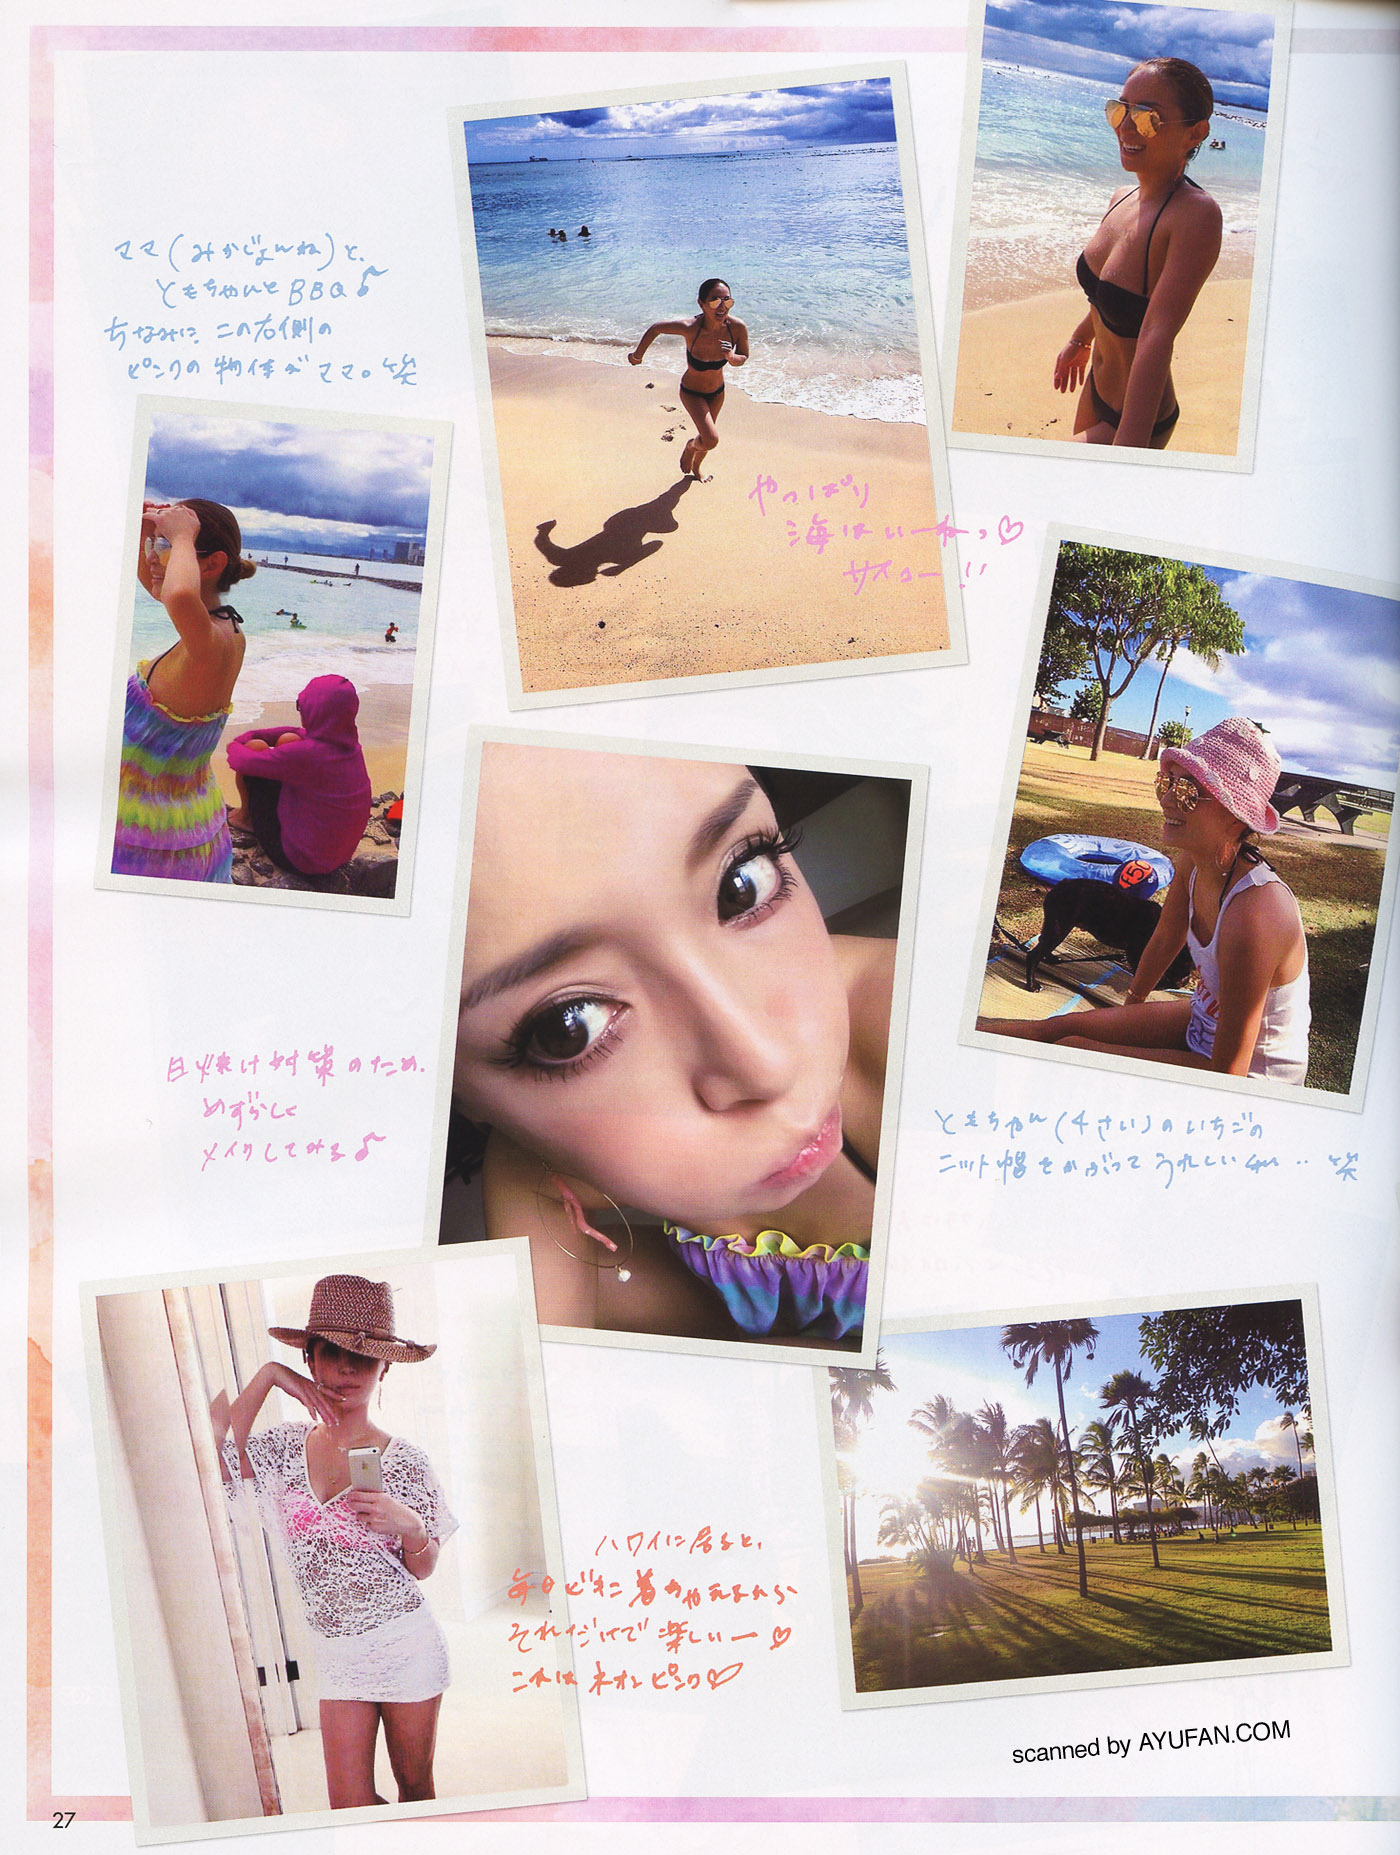 ママ(みかじょんね)と、
ともちゃんとBBQ♪
ちなみに、この右側の
ピンクの物体がママ。笑
やっぱり
海はいーねっ♡
サイコー!!
日焼け対策のため、
めずらしく
メイクしてみる♪
ともちゃん(4さい)のいちごの
ニット帽をかぶってうれしい
笑
ハワイに居ると、
毎日ビキニ着れちゃえるから
それだけで楽しいー♡
これはネオンピンク♡
f50
scanned by AYUFAN.COM
27